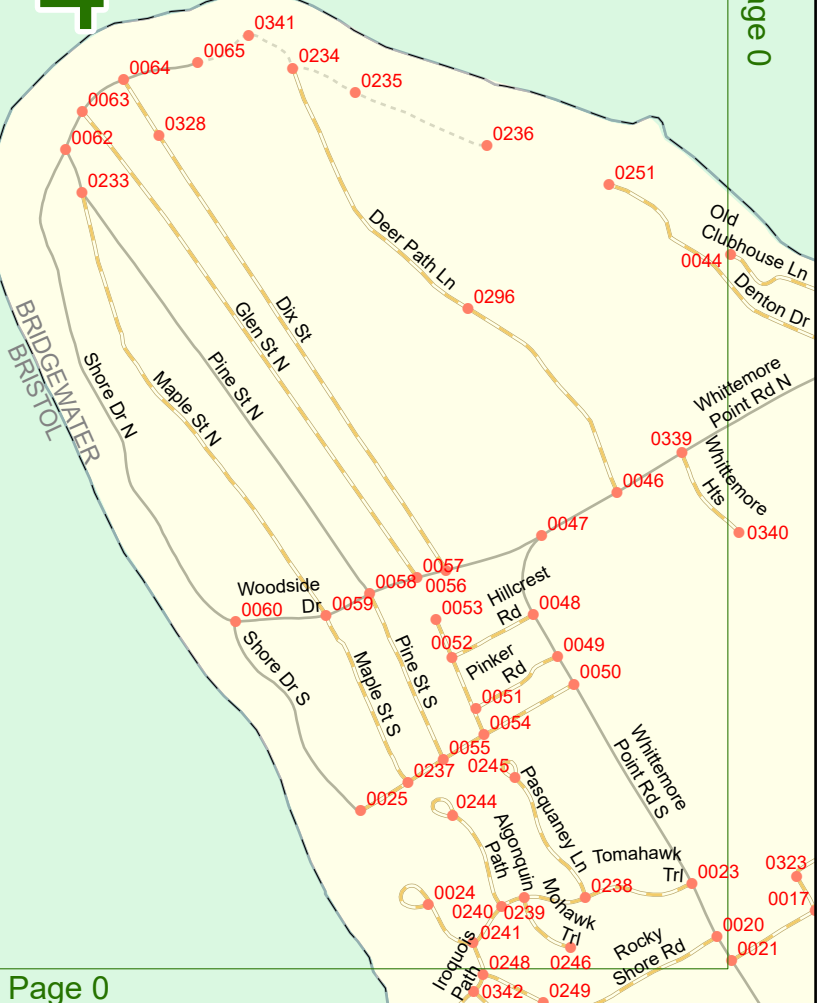 0341
age 0
0065
0234
0064
0235
0063
0328
0236
0062
0251
0233
Old
Clubhouse Ln
0044
Deer Path Ln
Denton Dr
0296
BRIDGEWATER
BRISTOL
Dix St
Glen St N
Pine St N
Shore Dr N
Maple St N
Whittemore
Point Rd N
0339
Whittemore
Hts
0046
0340
0047
0057
0056
0058
Woodside
Dr
0059
0060
Hillcrest
Rd
0053
0048
0052
0049
Pinker
Rd
0050
Shore Dr S
Maple St S
Pine St S
0051
0054
0055
0237
0245
0025
0244
Pasquaney Ln
Whittemore
Point Rd S
Algonquin
Path
Tomahawk
Trl
0023
0323
0238
0017
0024
0240
0239
Mohawk
Trl
0241
0246
0020
0021
Rocky
Shore Rd
Iroquois
Path
0248
0342
0249
Page 0